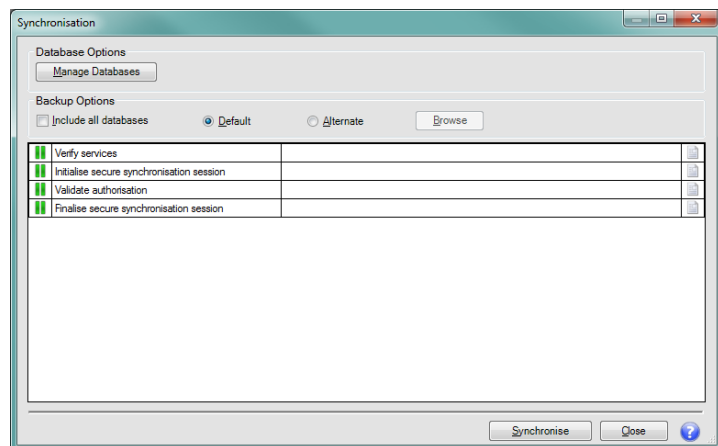 Synchronisation
Database Options
Manage Databases
Backup Options
Include all databases Default Alternate Browse
Verify services
Initialise secure synchronisation session
Validate authorisation
Finalise secure synchronisation session
Synchronise Close ?